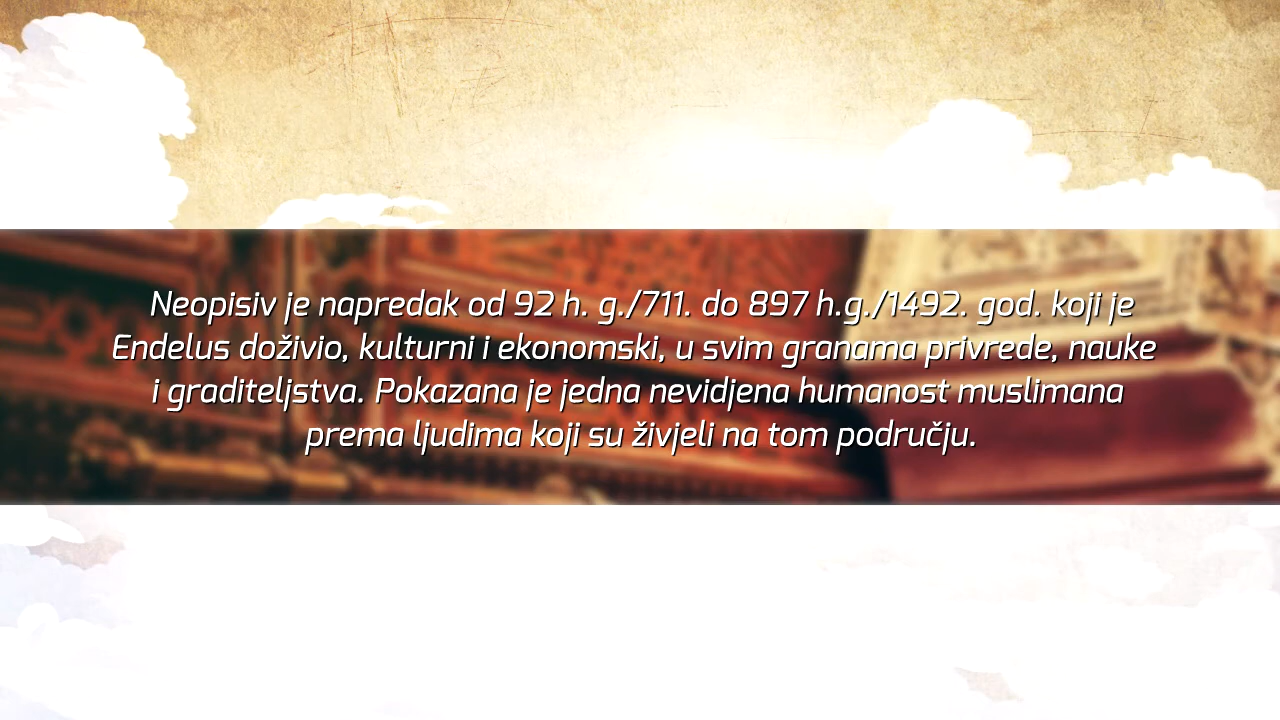 Neopisiv je napredak od 92 h. g./711. do 897 h.g./1492. god. koji je
Endelus doživio, kulturni i ekonomski, u svim granama privrede, nauke
i graditeljstva. Pokazana je jedna nevidjena humanost muslimana
prema ljudima koji su živjeli na tom području.